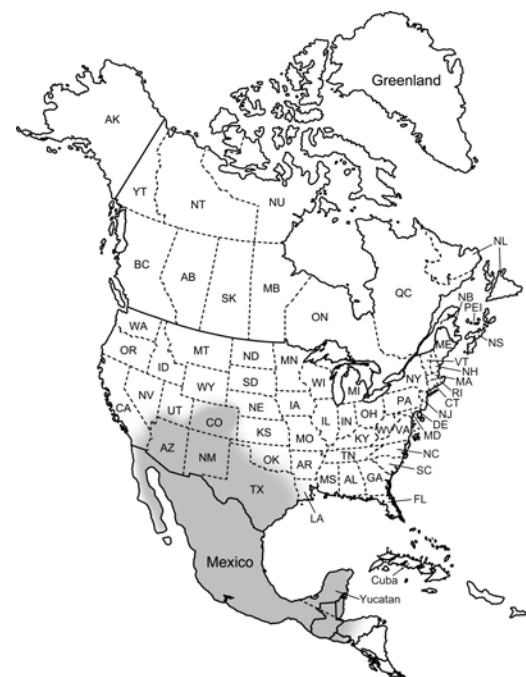 Greenland
AK
YT
NT
NU
NL
BC
AB
SK
MB
ON
QC
NB
PEI
NS
WA
OR
ID
MT
ND
MN
WI
MI
ME
VT
NH
MA
RI
CT
NY
PA
NJ
DE
MD
CA
NV
UT
WY
SD
NE
IA
IL
IN
OH
WV
VA
CO
KS
MO
KY
AZ
NM
OK
AR
TN
NC
SC
TX
LA
MS
AL
GA
FL
Mexico
Cuba
Yucatan